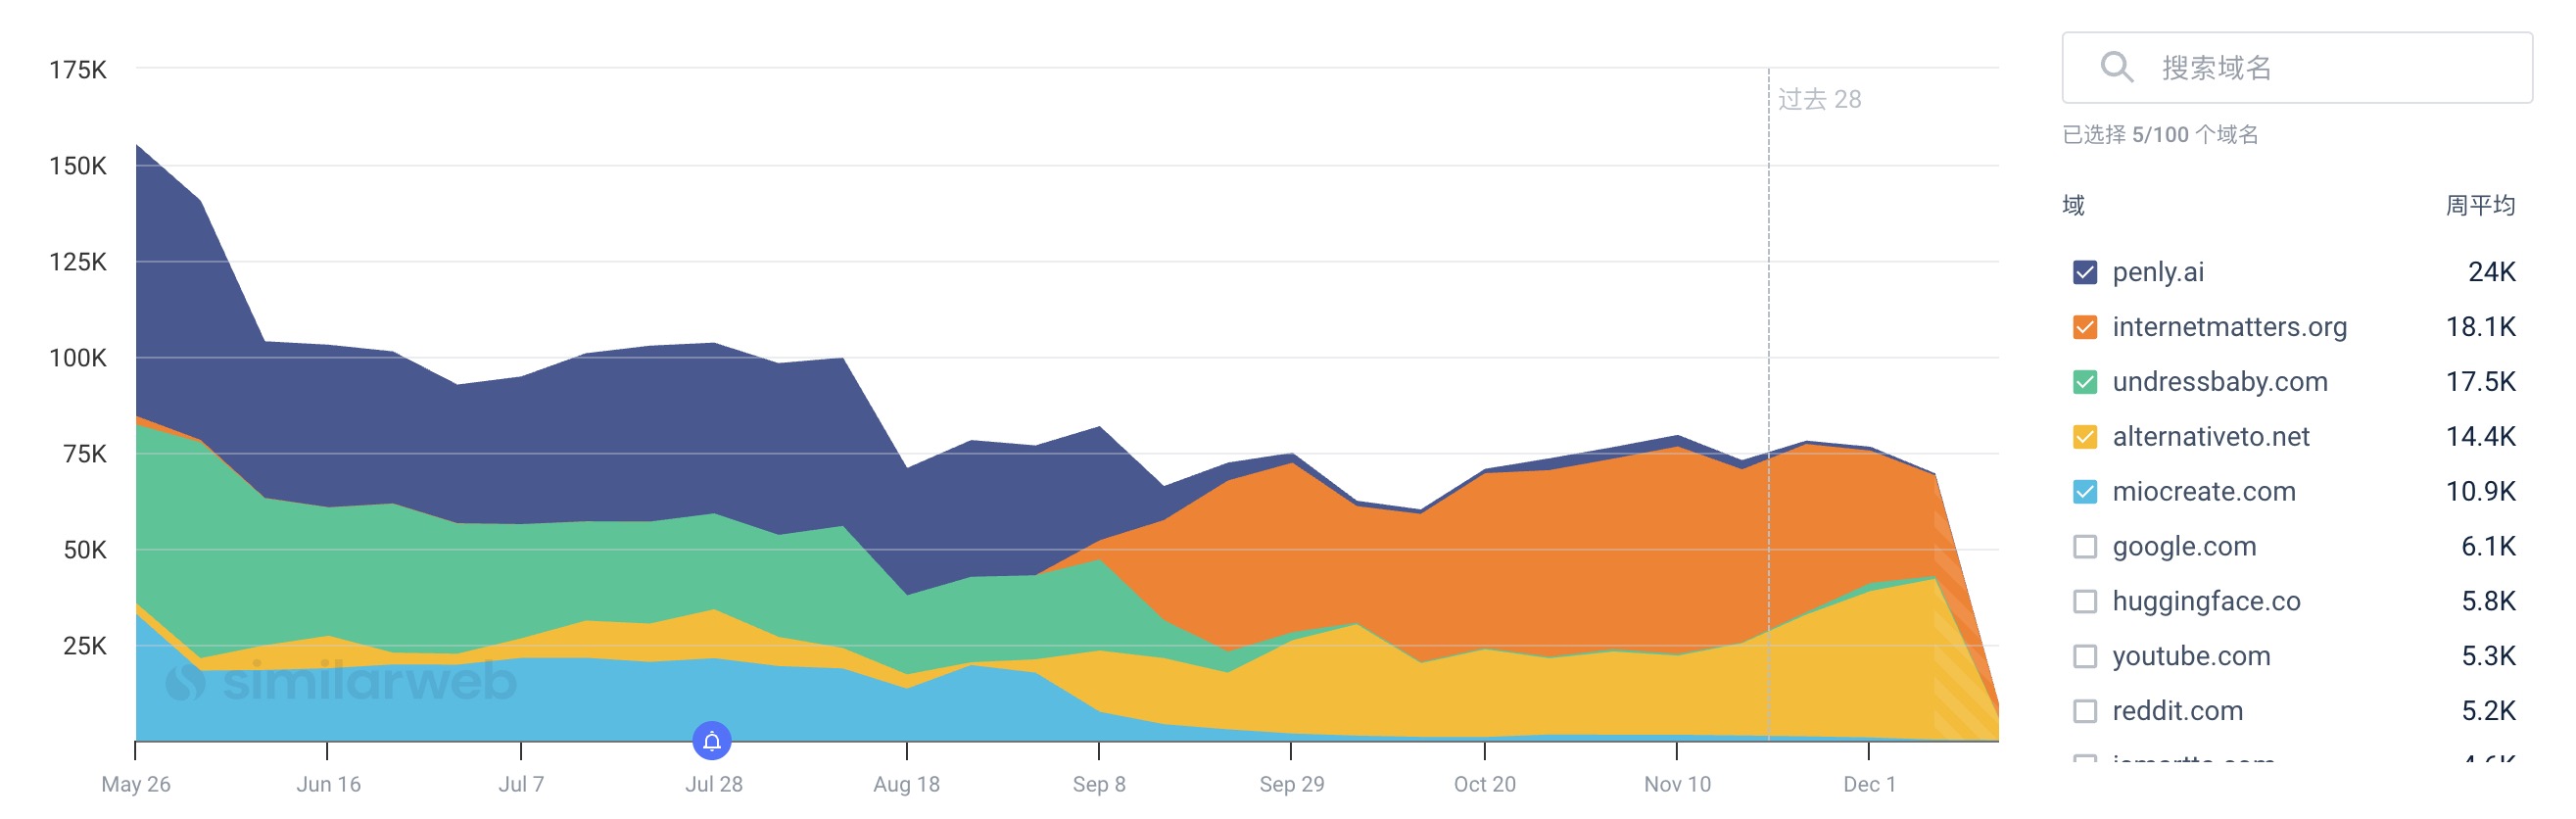 175K
150K
125K
100K
75K
50K
25K
过去 28
similarweb
May 26
Jun 16
Jul 7
Jul 28
Aug 18
Sep 8
Sep 29
Oct 20
Nov 10
Dec 1
搜索域名
已选择 5/100 个域名
域 周平均
penly.ai 24K
internetmatters.org 18.1K
undressbaby.com 17.5K
alternativeto.net 14.4K
miocreate.com 10.9K
google.com 6.1K
huggingface.co 5.8K
youtube.com 5.3K
reddit.com 5.2K